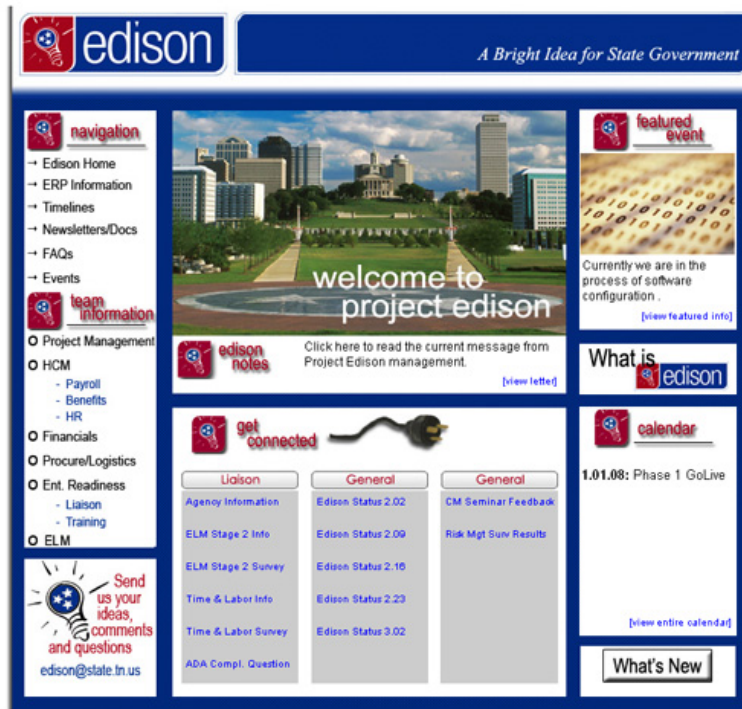 edison
A Bright Idea for State Government
navigation
→ Edison Home
→ ERP Information
→ Timelines
→ Newsletters/Docs
→ FAQs
→ Events
team
information
O Project Management
O HCM
- Payroll
- Benefits
- HR
O Financials
O Procure/Logistics
O Ent. Readiness
- Liaison
- Training
O ELM
Send
us your
ideas,
comments
and questions
edison@state.tn.us
welcome to
project edison
edison
notes
Click here to read the current message from
Project Edison management.
[view letter]
get
connected
Liaison
Agency Information
ELM Stage 2 Info
ELM Stage 2 Survey
Time & Labor Info
Time & Labor Survey
ADA Compl. Question
General
Edison Status 2.02
Edison Status 2.09
Edison Status 2.16
Edison Status 2.23
Edison Status 3.02
General
CM Seminar Feedback
Risk Mgt Surv Results
featured
event
Currently we are in the
process of software
configuration .
[view featured info]
What is
edison
calendar
1.01.08: Phase 1 GoLive
[view entire calendar]
What's New